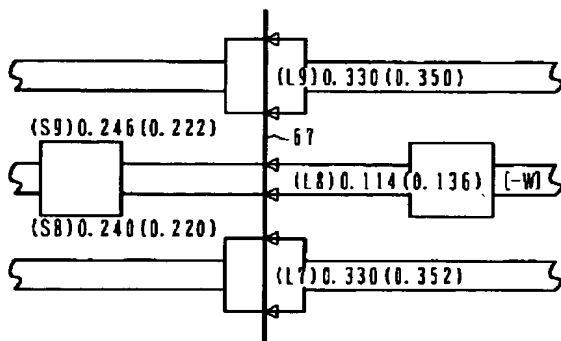 (L9)0.330(0.350)
(S9)0.246(0.222)
67
(L8)0.114(0.136) [-W]
(S8)0.240(0.220)
(L7)0.330(0.352)